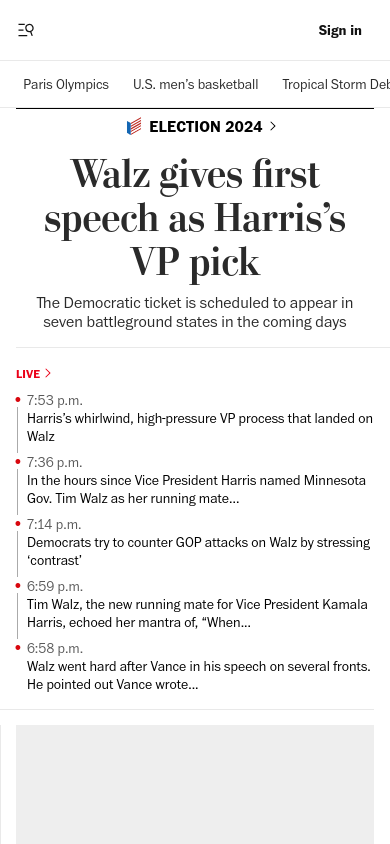 Sign in
Paris Olympics U.S. men's basketball Tropical Storm Deb
ELECTION 2024
Walz gives first
speech as Harris's
VP pick
The Democratic ticket is scheduled to appear in
seven battleground states in the coming days
LIVE
7:53 p.m.
Harris's whirlwind, high-pressure VP process that landed on
Walz
7:36 p.m.
In the hours since Vice President Harris named Minnesota
Gov. Tim Walz as her running mate...
7:14 p.m.
Democrats try to counter GOP attacks on Walz by stressing
‘contrast’
6:59 p.m.
Tim Walz, the new running mate for Vice President Kamala
Harris, echoed her mantra of, “When...
6:58 p.m.
Walz went hard after Vance in his speech on several fronts.
He pointed out Vance wrote...